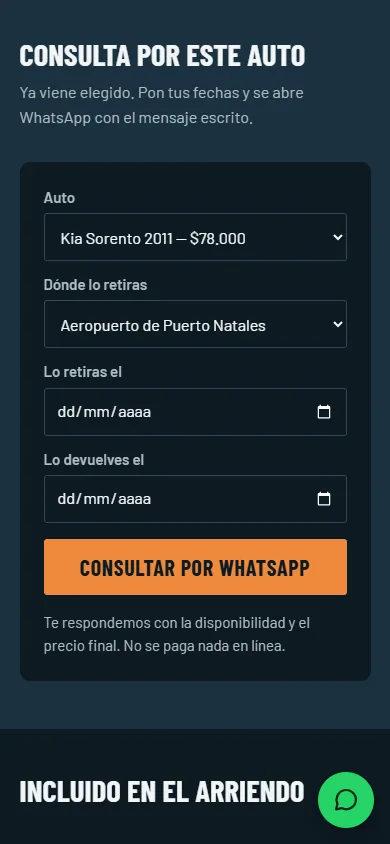 CONSULTA POR ESTE AUTO
Ya viene elegido. Pon tus fechas y se abre
WhatsApp con el mensaje escrito.
Auto
Kia Sorento 2011 — $78.000
Dónde lo retiras
Aeropuerto de Puerto Natales
Lo retiras el
dd/mm/aaaa
Lo devuelves el
dd/mm/aaaa
CONSULTAR POR WHATSAPP
Te respondemos con la disponibilidad y el
precio final. No se paga nada en línea.
INCLUIDO EN EL ARRIENDO